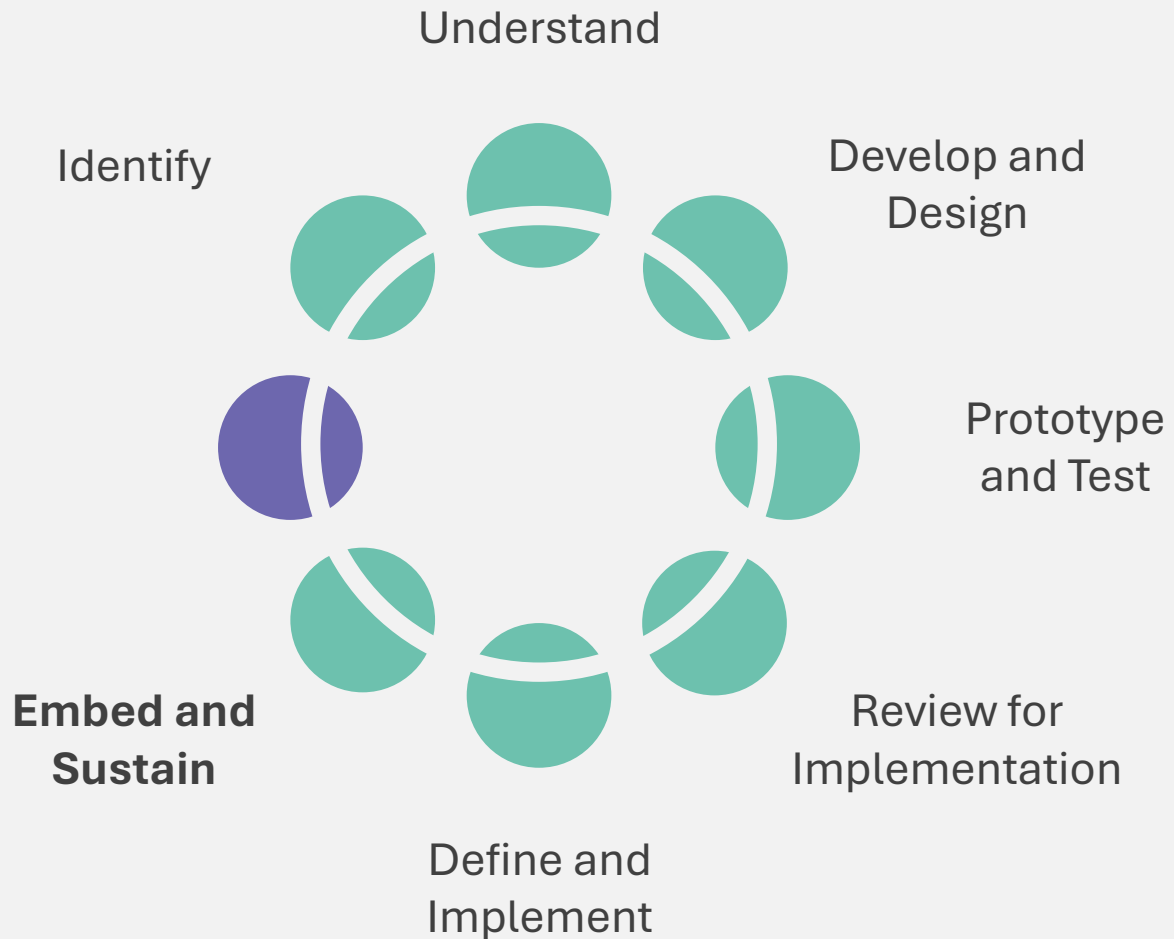 Understand
Identify
Develop and
Design
Prototype
and Test
Embed and
Sustain
Review for
Implementation
Define and
Implement